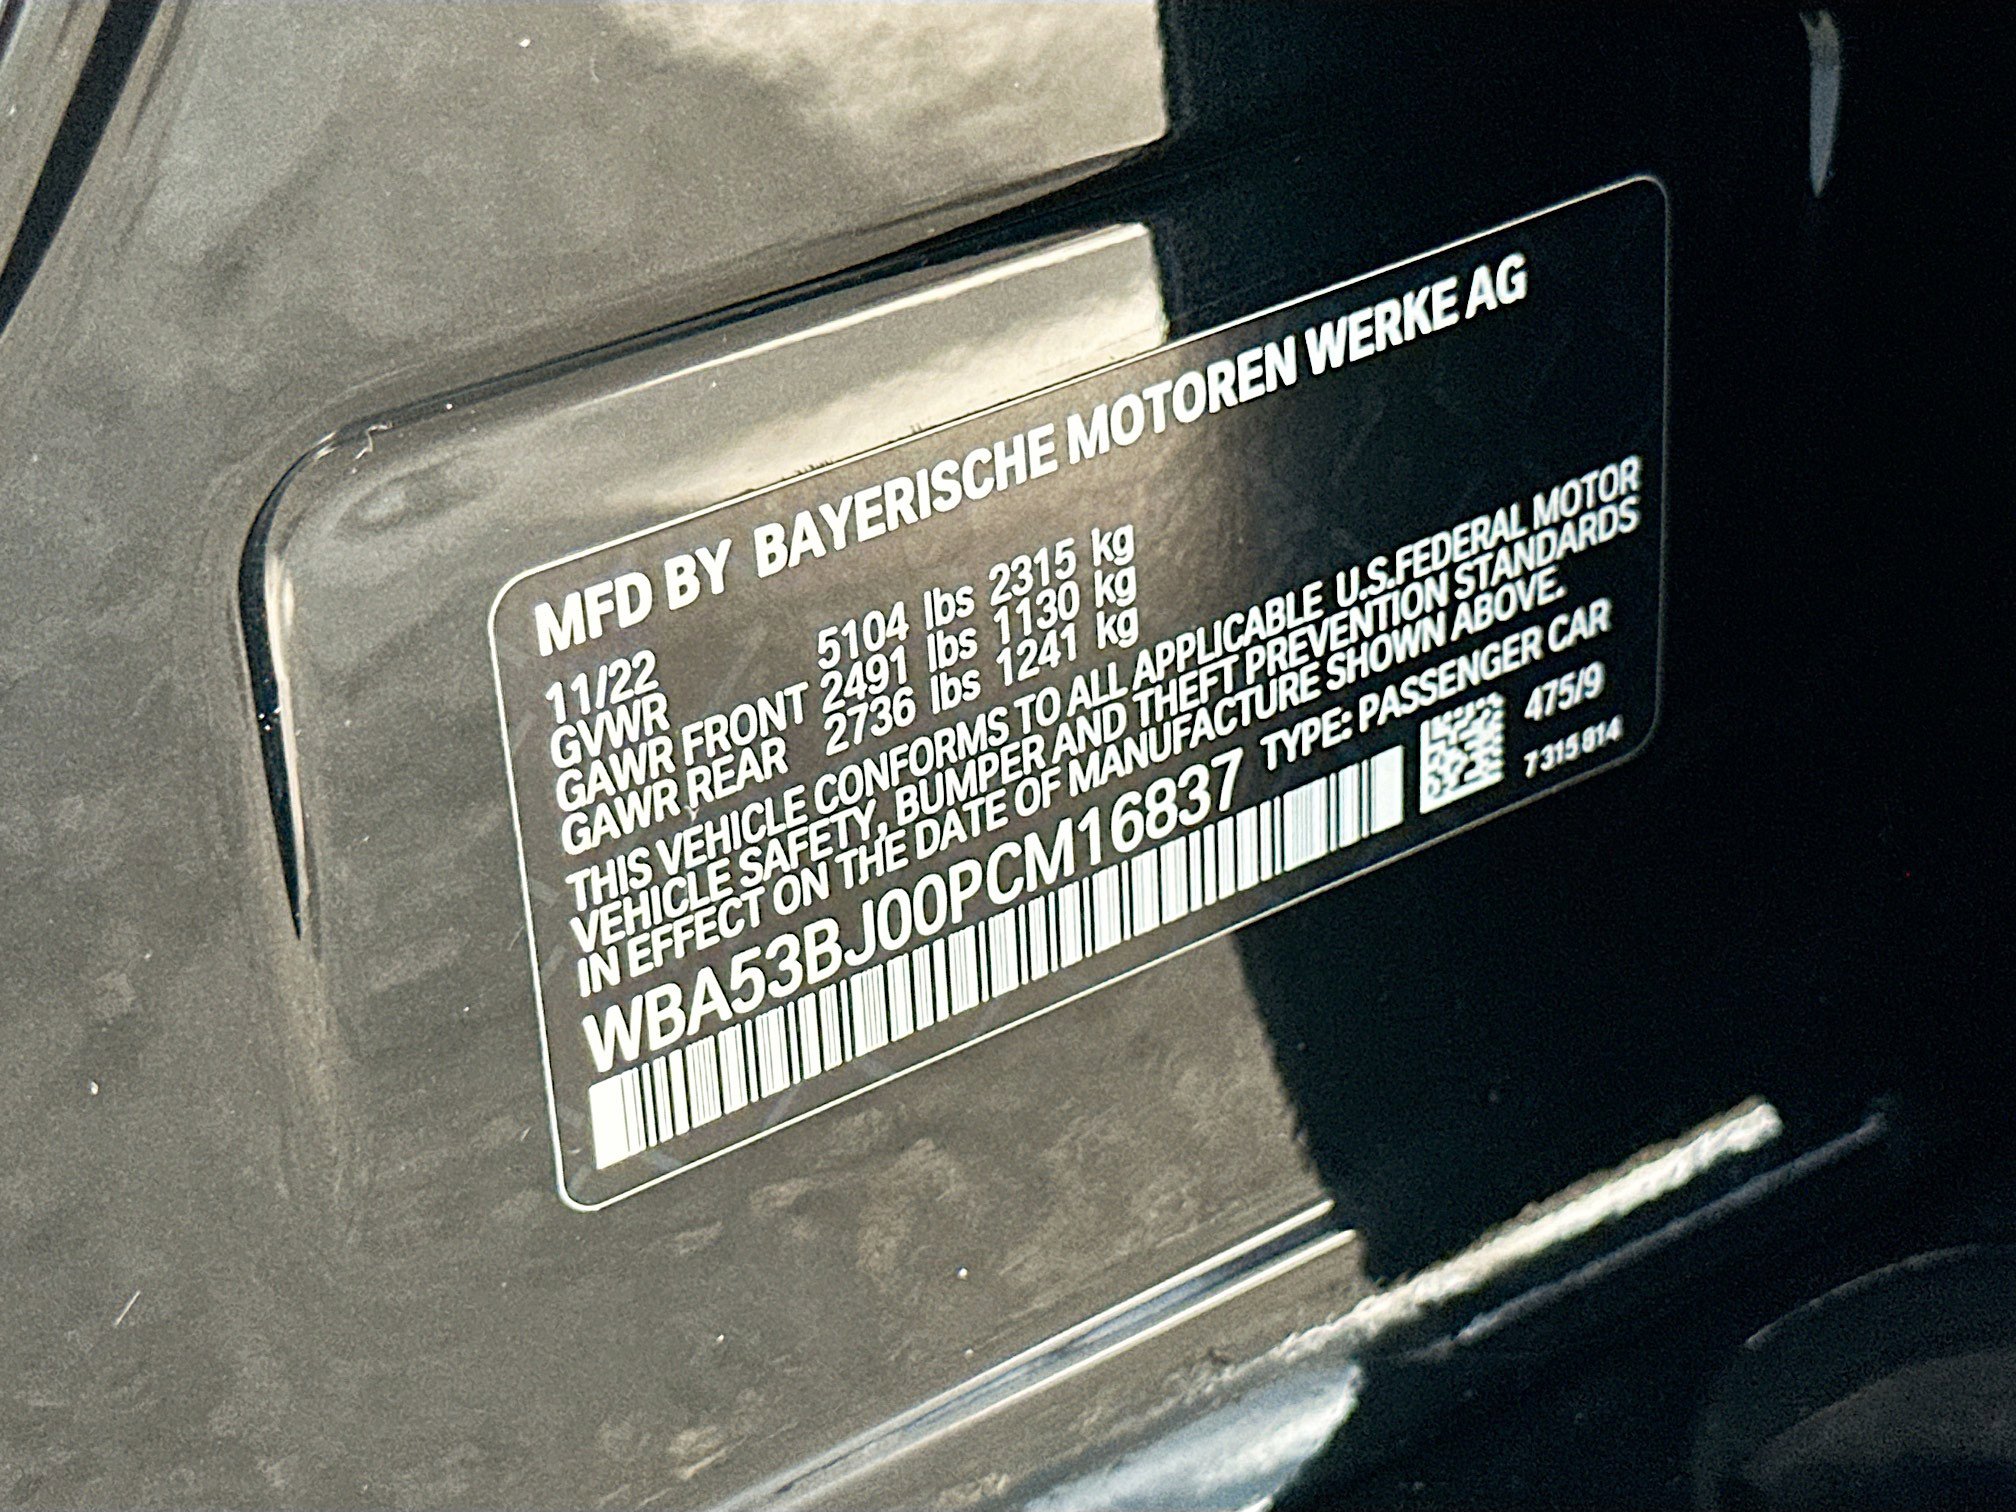 MFD BY BAYERISCHE MOTOREN WERKE AG
11/22
GVWR 5104 lbs 2315 kg
GAWR FRONT 2491 lbs 1130 kg
GAWR REAR 2736 lbs 1241 kg
THIS VEHICLE CONFORMS TO ALL APPLICABLE U.S.FEDERAL MOTOR
VEHICLE SAFETY, BUMPER AND THEFT PREVENTION STANDARDS
IN EFFECT ON THE DATE OF MANUFACTURE SHOWN ABOVE.
WBA53BJ00PCM16837 TYPE: PASSENGER CAR
475/9
7 315 814